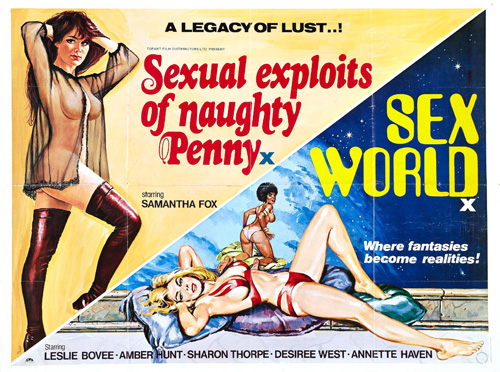 A LEGACY OF LUST..!
Sexual exploits
of naughty
Penny x
starring
SAMANTHA FOX
SEX
WORLD
x
Where fantasies
become realities!
Starring
LESLIE BOVEE · AMBER HUNT · SHARON THORPE · DESIREE WEST · ANNETTE HAVEN